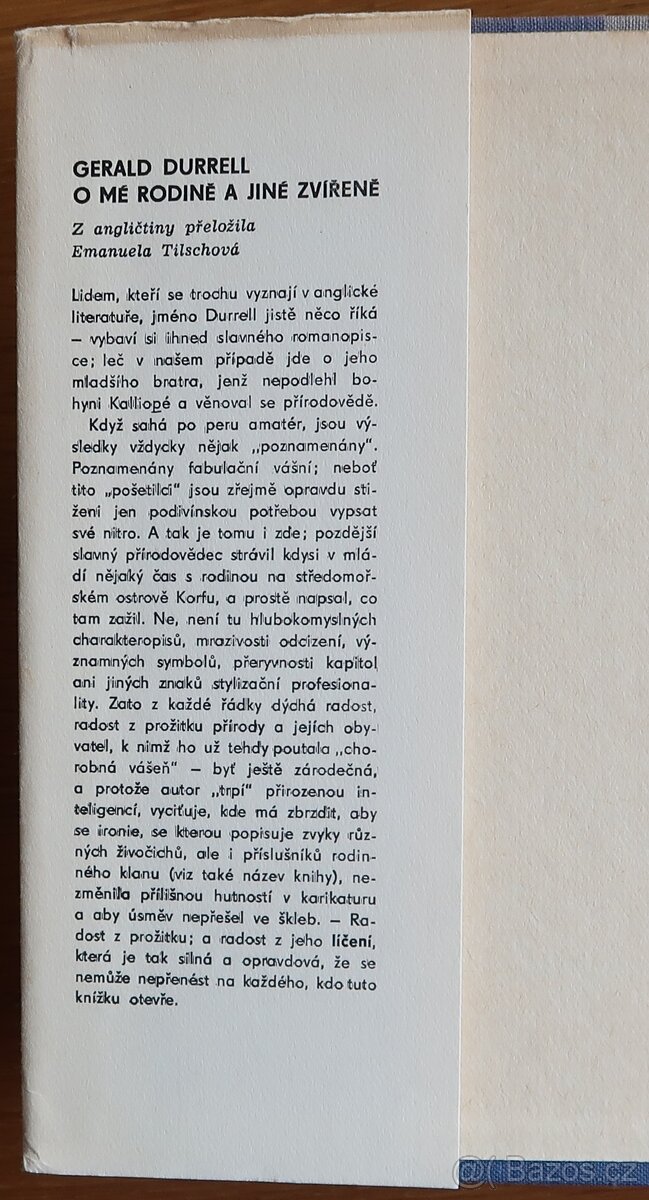 GERALD DURRELL
O MÉ RODINĚ A JINÉ ZVÍŘENĚ
Z angličtiny přeložila
Emanuela Tilschová
Lidem, kteří se trochu vyznají v anglické
literatuře, jméno Durrell jistě něco říká
– vybaví si ihned slavného romanopis-
ce; leč v našem případě jde o jeho
mladšího bratra, jenž nepodlehl bo-
hyni Kalliopé a věnoval se přírodovědě.
Když sahá po peru amatér, jsou vý-
sledky vždycky nějak „poznamenány“.
Poznamenány fabulační vášní; neboť
tito „pošetilci“ jsou zřejmě opravdu sti-
ženi jen podivínskou potřebou vypsat
své nitro. A tak je tomu i zde; pozdější
slavný přírodovědec strávil kdysi v mlá-
dí nějaký čas s rodinou na středomoř-
ském ostrově Korfu, a prostě napsal, co
tam zažil. Ne, není tu hlubokomyslných
charakteropisů, mrazivosti odcizení, vý-
znamných symbolů, přeryvnosti kapitol
ani jiných znaků stylizační profesiona-
lity. Zato z každé řádky dýchá radost,
radost z prožitku přírody a jejích oby-
vatel, k nimž ho už tehdy poutala „cho-
robná vášeň“ – byť ještě zárodečná,
a protože autor „trpí“ přirozenou in-
teligencí, vyciťuje, kde má zbrzdit, aby
se ironie, se kterou popisuje zvyky růz-
ných živočichů, ale i příslušníků rodin-
ného klanu (viz také název knihy), ne-
změnila přílišnou hutností v karikaturu
a aby úsměv nepřešel ve škleb. – Ra-
dost z prožitku; a radost z jeho líčení,
která je tak silná a opravdová, že se
nemůže nepřenést na každého, kdo tuto
knížku otevře.
Bazos.cz